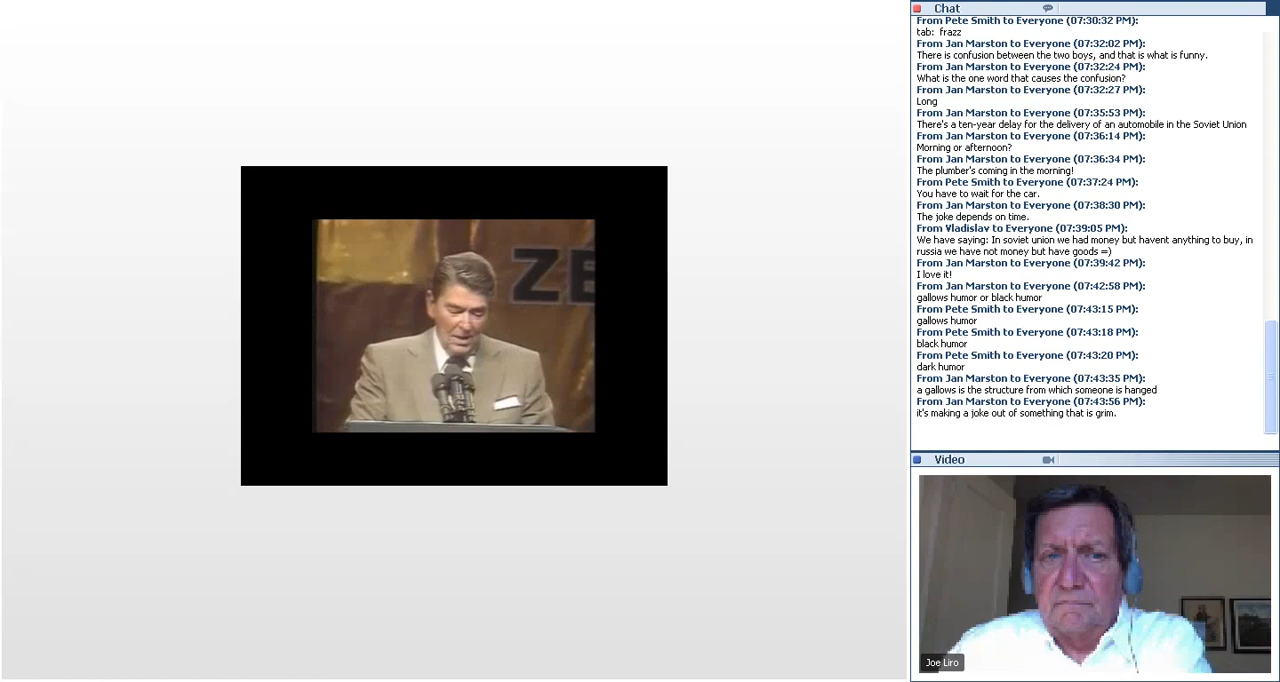 Chat
From Pete Smith to Everyone (07:30:32 PM):
tab: frazz
From Jan Marston to Everyone (07:32:02 PM):
There is confusion between the two boys, and that is what is funny.
From Jan Marston to Everyone (07:32:24 PM):
What is the one word that causes the confusion?
From Jan Marston to Everyone (07:32:27 PM):
Long
From Jan Marston to Everyone (07:35:53 PM):
There's a ten-year delay for the delivery of an automobile in the Soviet Union
From Jan Marston to Everyone (07:36:14 PM):
Morning or afternoon?
From Jan Marston to Everyone (07:36:34 PM):
The plumber's coming in the morning!
From Pete Smith to Everyone (07:37:24 PM):
You have to wait for the car.
From Jan Marston to Everyone (07:38:30 PM):
The joke depends on time.
From Vladislav to Everyone (07:39:05 PM):
We have saying: In soviet union we had money but havent anything to buy, in
russia we have not money but have goods =)
From Jan Marston to Everyone (07:39:42 PM):
I love it!
From Jan Marston to Everyone (07:42:58 PM):
gallows humor or black humor
From Pete Smith to Everyone (07:43:15 PM):
gallows humor
From Pete Smith to Everyone (07:43:18 PM):
black humor
From Pete Smith to Everyone (07:43:20 PM):
dark humor
From Jan Marston to Everyone (07:43:35 PM):
a gallows is the structure from which someone is hanged
From Jan Marston to Everyone (07:43:56 PM):
it's making a joke out of something that is grim.
ZE
Video
Joe Liro